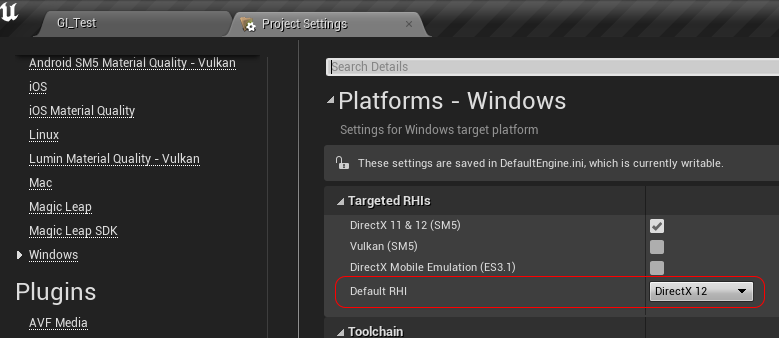 GI_Test
Project Settings
Android SM5 Material Quality - Vulkan
iOS
iOS Material Quality
Linux
Lumin Material Quality - Vulkan
Mac
Magic Leap
Magic Leap SDK
Windows
Plugins
AVF Media
Search Details
Platforms - Windows
Settings for Windows target platform
These settings are saved in DefaultEngine.ini, which is currently writable.
Targeted RHIs
DirectX 11 & 12 (SM5)
Vulkan (SM5)
DirectX Mobile Emulation (ES3.1)
Default RHI DirectX 12
Toolchain